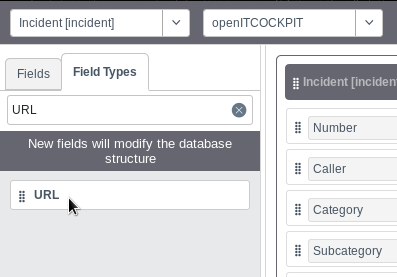 Incident [incident]
openITCOCKPIT
Fields
Field Types
URL
New fields will modify the database
structure
URL
Incident [inciden
Number
Caller
Category
Subcategory